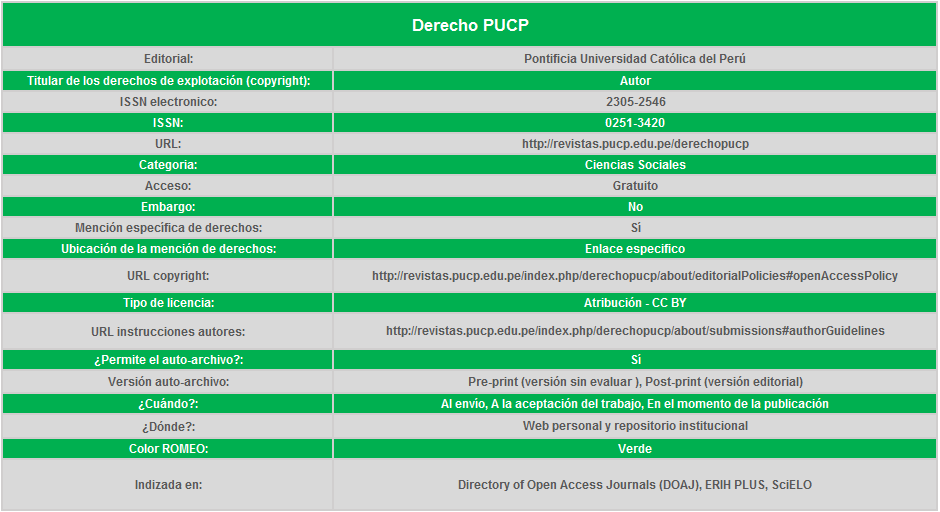 Derecho PUCP
Editorial: Pontificia Universidad Católica del Perú
Titular de los derechos de explotación (copyright): Autor
ISSN electronico: 2305-2546
ISSN: 0251-3420
URL: http://revistas.pucp.edu.pe/derechopucp
Categoria: Ciencias Sociales
Acceso: Gratuito
Embargo: No
Mención especifica de derechos: Sí
Ubicación de la mención de derechos: Enlace especifico
URL copyright: http://revistas.pucp.edu.pe/index.php/derechopucp/about/editorialPolicies#openAccessPolicy
Tipo de licencia: Atribución - CC BY
URL instrucciones autores: http://revistas.pucp.edu.pe/index.php/derechopucp/about/submissions#authorGuidelines
¿Permite el auto-archivo?: Sí
Versión auto-archivo: Pre-print (versión sin evaluar ), Post-print (versión editorial)
¿Cuándo?: Al envío, A la aceptación del trabajo, En el momento de la publicación
¿Dónde?: Web personal y repositorio institucional
Color ROMEO: Verde
Indizada en: Directory of Open Access Journals (DOAJ), ERIH PLUS, SciELO